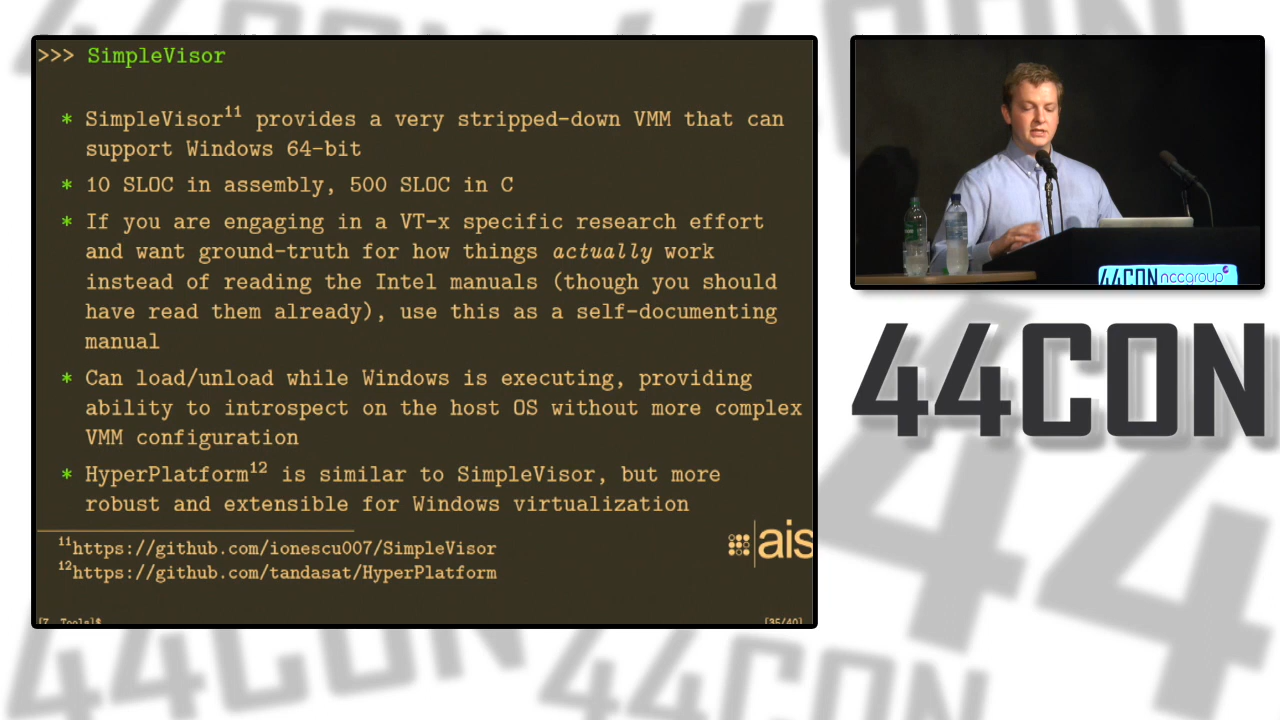 >>> SimpleVisor
* SimpleVisor11 provides a very stripped-down VMM that can
support Windows 64-bit
* 10 SLOC in assembly, 500 SLOC in C
* If you are engaging in a VT-x specific research effort
and want ground-truth for how things actually work
instead of reading the Intel manuals (though you should
have read them already), use this as a self-documenting
manual
* Can load/unload while Windows is executing, providing
ability to introspect on the host OS without more complex
VMM configuration
* HyperPlatform12 is similar to SimpleVisor, but more
robust and extensible for Windows virtualization
11https://github.com/ionescu007/SimpleVisor
12https://github.com/tandasat/HyperPlatform
ais
[7. Tools]$
[35/40]
44CON nccgroup
44CON
44CON
44CON
44